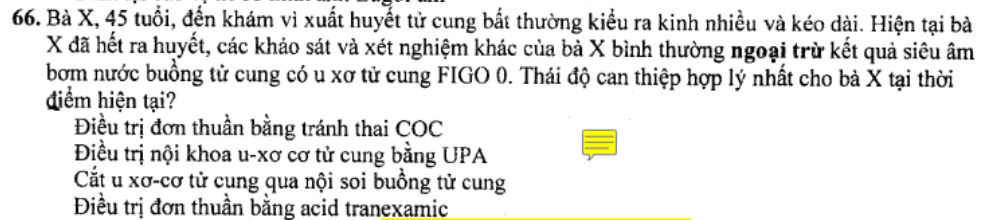 66. Bà X, 45 tuổi, đến khám vì xuất huyết tử cung bất thường kiểu ra kinh nhiều và kéo dài. Hiện tại bà
X đã hết ra huyết, các khảo sát và xét nghiệm khác của bà X bình thường ngoại trừ kết quả siêu âm
bơm nước buồng tử cung có u xơ tử cung FIGO 0. Thái độ can thiệp hợp lý nhất cho bà X tại thời
điểm hiện tại?
Điều trị đơn thuần bằng tránh thai COC
Điều trị nội khoa u-xơ cơ tử cung bằng UPA
Cắt u xơ-cơ tử cung qua nội soi buồng tử cung
Điều trị đơn thuần bằng acid tranexamic